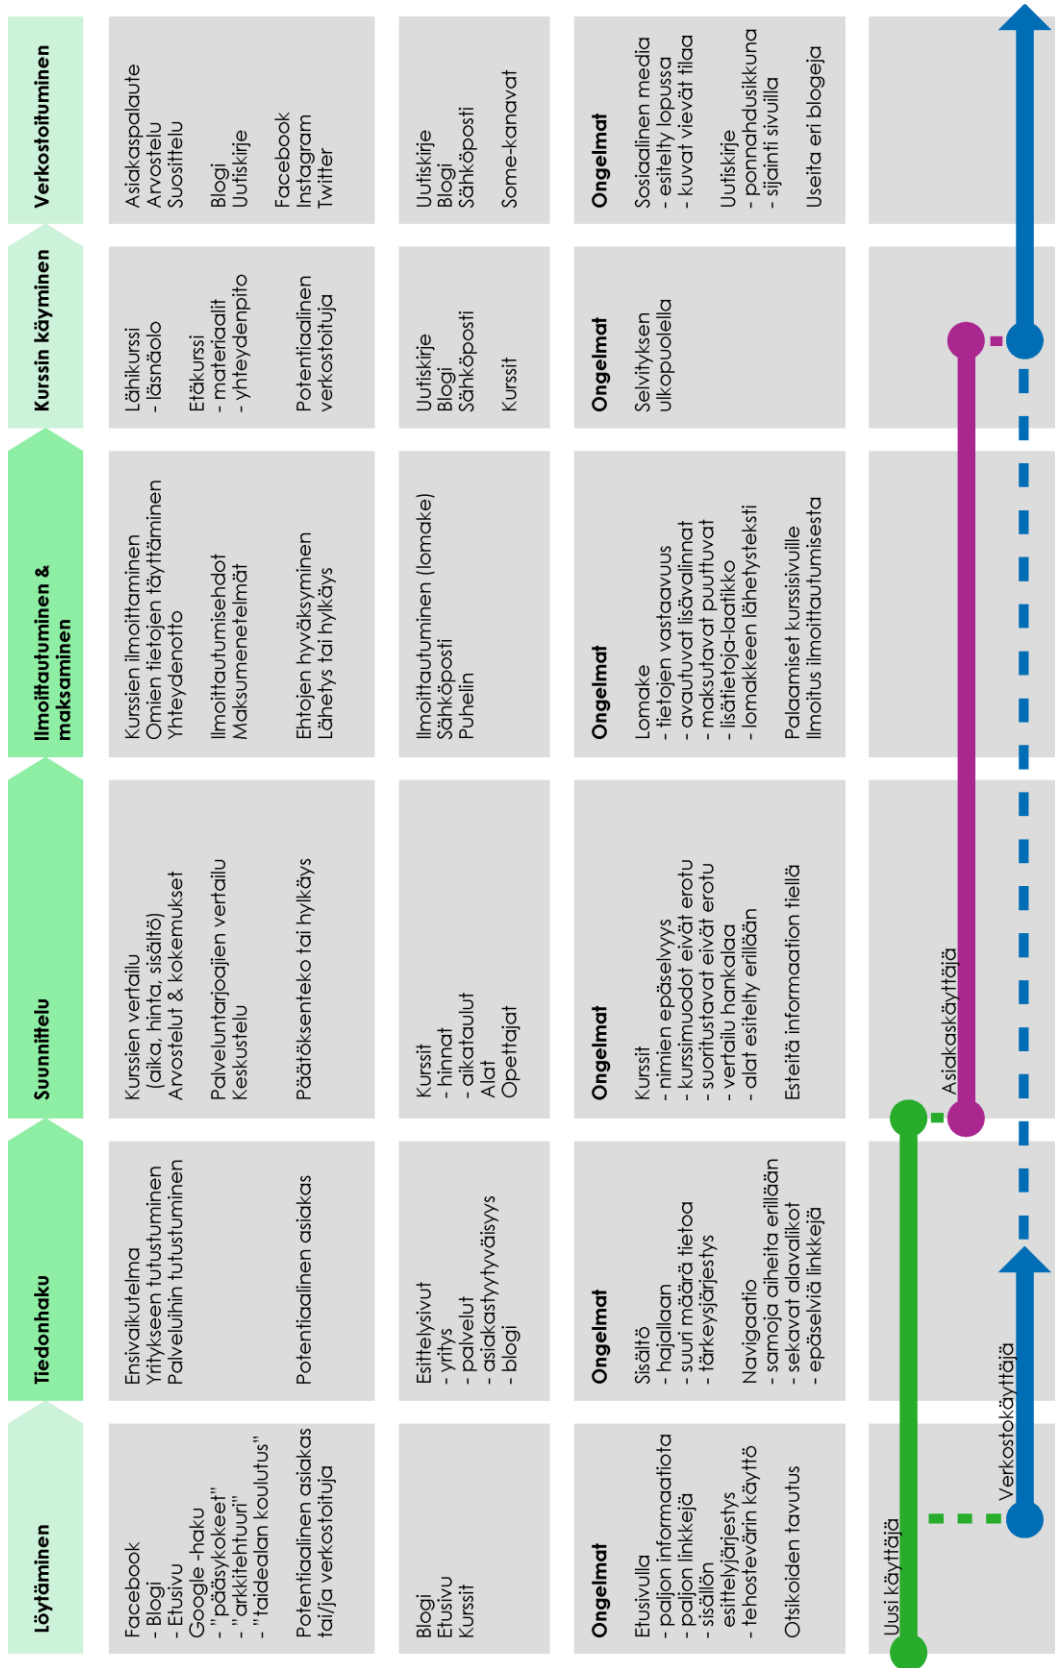 Löytäminen
Tiedonhaku
Suunnittelu
Ilmoittautuminen &
maksaminen
Kurssin käyminen
Verkostoituminen
Facebook
- Blogi
- Etusivu
Google -haku
- "pääsykokeet"
- "arkkitehtuuri"
- "taidealan koulutus"
Potentiaalinen asiakas
tai/ja verkostoituja
Ensivaikutelma
Yritykseen tutustuminen
Palveluihin tutustuminen
Potentiaalinen asiakas
Kurssien vertailu
(aika, hinta, sisältö)
Arvostelut & kokemukset
Palveluntarjoajien vertailu
Keskustelu
Päätöksenteko tai hylkäys
Kurssien ilmoittaminen
Omien tietojen täyttäminen
Yhteydenotto
Ilmoittautumisehdot
Maksumenetelmät
Ehtojen hyväksyminen
Lähetys tai hylkäys
Lähikurssi
- läsnäolo
Etäkurssi
- materiaalit
- yhteydenpito
Potentiaalinen
verkostoituja
Asiakaspalaute
Arvostelu
Suosittelu
Blogi
Uutiskirje
Facebook
Instagram
Twitter
Blogi
Etusivu
Kurssit
Esittelysivut
- yritys
- palvelut
- asiakastyytyväisyys
- blogi
Kurssit
- hinnat
- aikataulut
Alat
Opettajat
Ilmoittautuminen (lomake)
Sähköposti
Puhelin
Uutiskirje
Blogi
Sähköposti
Kurssit
Uutiskirje
Blogi
Sähköposti
Some-kanavat
Ongelmat
Etusivulla
- paljon informaatiota
- paljon linkkejä
- sisällön
esittelyjärjestys
- tehostevärin käyttö
Otsikoiden tavutus
Ongelmat
Sisältö
- hajallaan
- suuri määrä tietoa
- tärkeysjärjestys
Navigaatio
- samoja aiheita erillään
- sekavat alavalikot
- epäselviä linkkejä
Ongelmat
Kurssit
- nimien epäselvyys
- kurssimuodot eivät erotu
- suoritustavat eivät erotu
- vertailu hankalaa
- alat esitelty erillään
Esteitä informaation tiellä
Ongelmat
Lomake
- tietojen vastaavuus
- avautuvat lisävalinnat
- maksutavat puuttuvat
- lisätietoja-laatikko
- lomakkeen lähetysteksti
Palaamiset kurssisivuille
Ilmoitus ilmoittautumisesta
Ongelmat
Selvityksen
ulkopuolella
Ongelmat
Sosiaalinen media
- esitelty lopussa
- kuvat vievät tilaa
Uutiskirje
- ponnahdusikkuna
- sijainti sivuilla
Useita eri blogeja
Uusi käyttäjä
Asiakaskäyttäjä
Verkostokäyttäjä